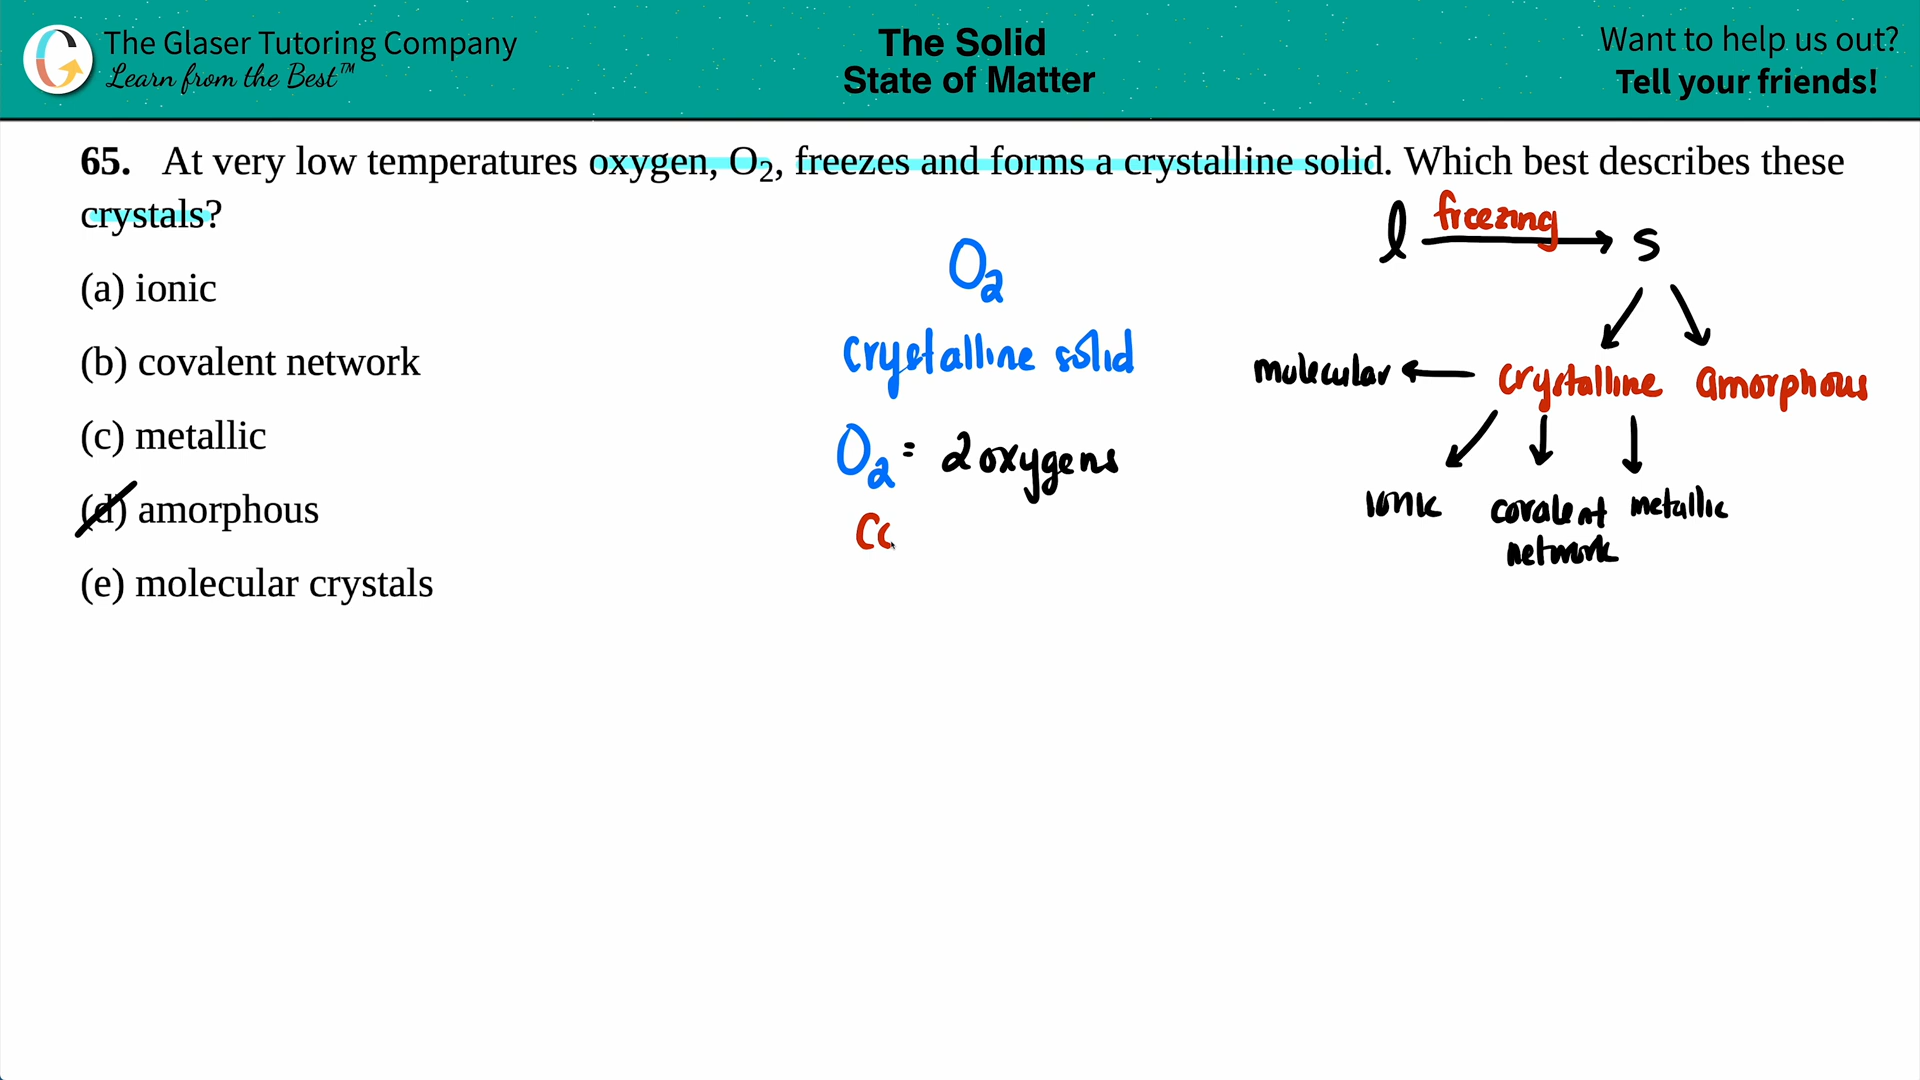 The Glaser Tutoring Company
Learn from the Best™
The Solid
State of Matter
Want to help us out?
Tell your friends!
65. At very low temperatures oxygen, O₂, freezes and forms a crystalline solid. Which best describes these
crystals?
(a) ionic
(b) covalent network
(c) metallic
(d) amorphous
(e) molecular crystals
O₂
crystalline solid
O₂ = 2 oxygens
Co
l freezing s
molecular crystalline amorphous
ionic covalent metallic
network